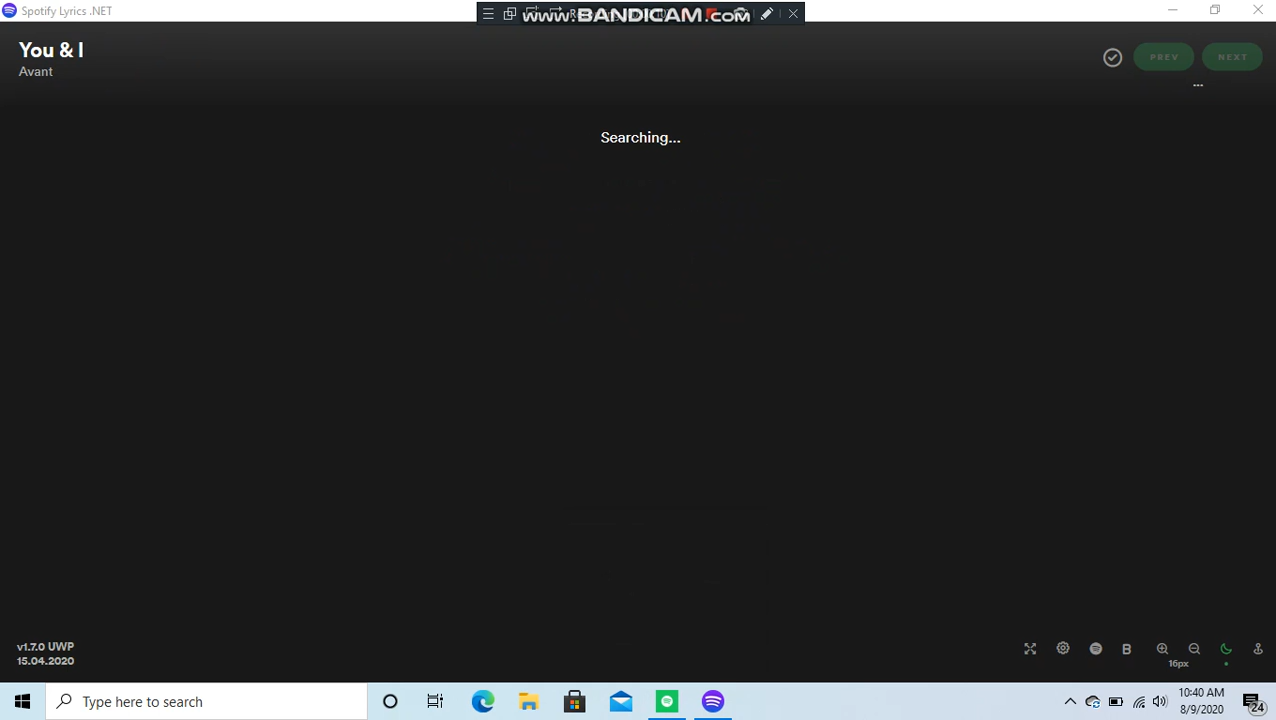 Spotify Lyrics .NET
www.BANDICAM.com
You & I
Avant
PREV
NEXT
...
Searching...
v1.7.0 UWP
15.04.2020
B
16px
Type here to search
10:40 AM
8/9/2020
24